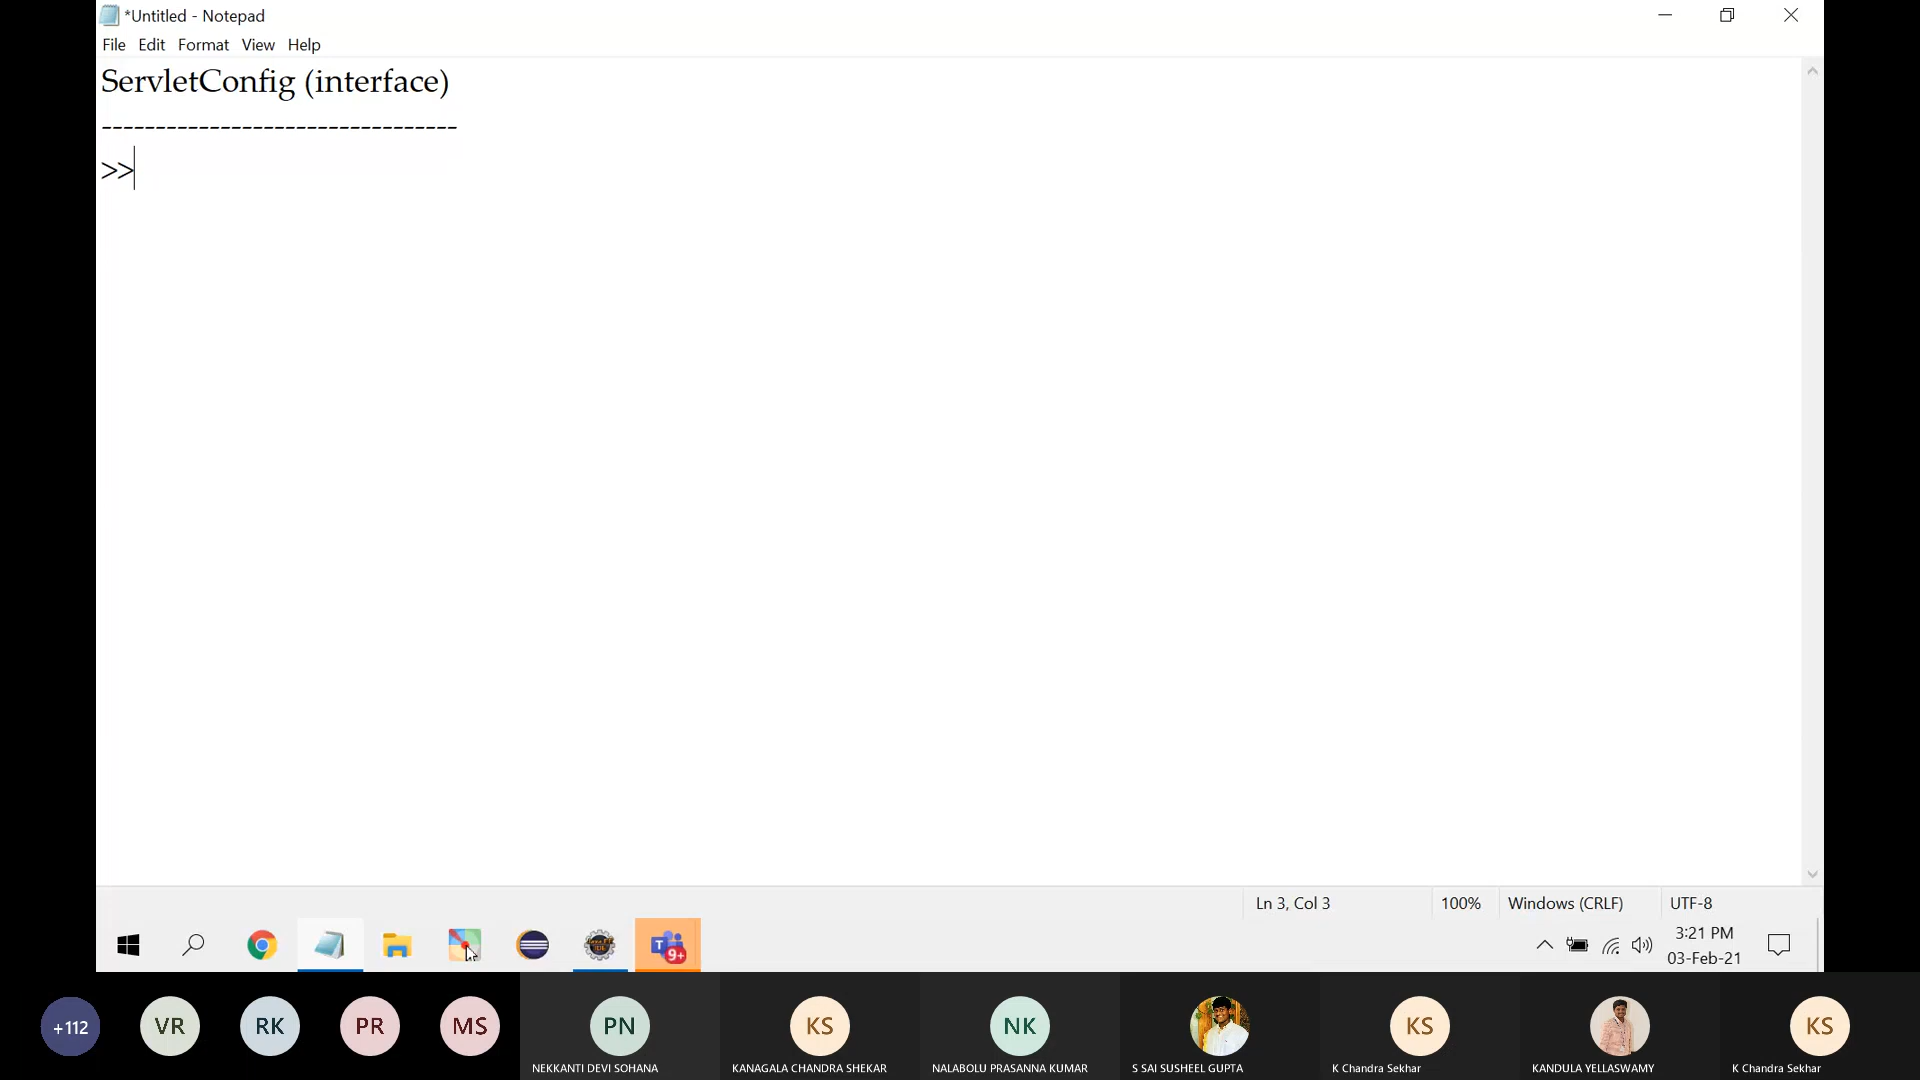 *Untitled - Notepad
File Edit Format View Help
ServletConfig (interface)
---------------------------------
>>
Ln 3, Col 3 100% Windows (CRLF) UTF-8
T 9+
3:21 PM
03-Feb-21
+112 VR RK PR MS PN KS NK KS KS
NEKKANTI DEVI SOHANA KANAGALA CHANDRA SHEKAR NALABOLU PRASANNA KUMAR S SAI SUSHEEL GUPTA K Chandra Sekhar KANDULA YELLASWAMY K Chandra Sekhar